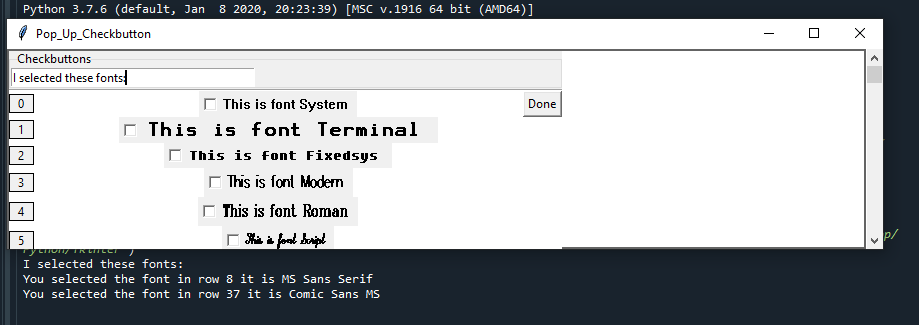 Python 3.7.6 (default, Jan  8 2020, 20:23:39) [MSC v.1916 64 bit (AMD64)]
Pop_Up_Checkbutton
Checkbuttons
I selected these fonts:
0 This is font System Done
1 This is font Terminal
2 This is font Fixedsys
3 This is font Modern
4 This is font Roman
5 This is font Script
I selected these fonts:
You selected the font in row 8 it is MS Sans Serif
You selected the font in row 37 it is Comic Sans MS